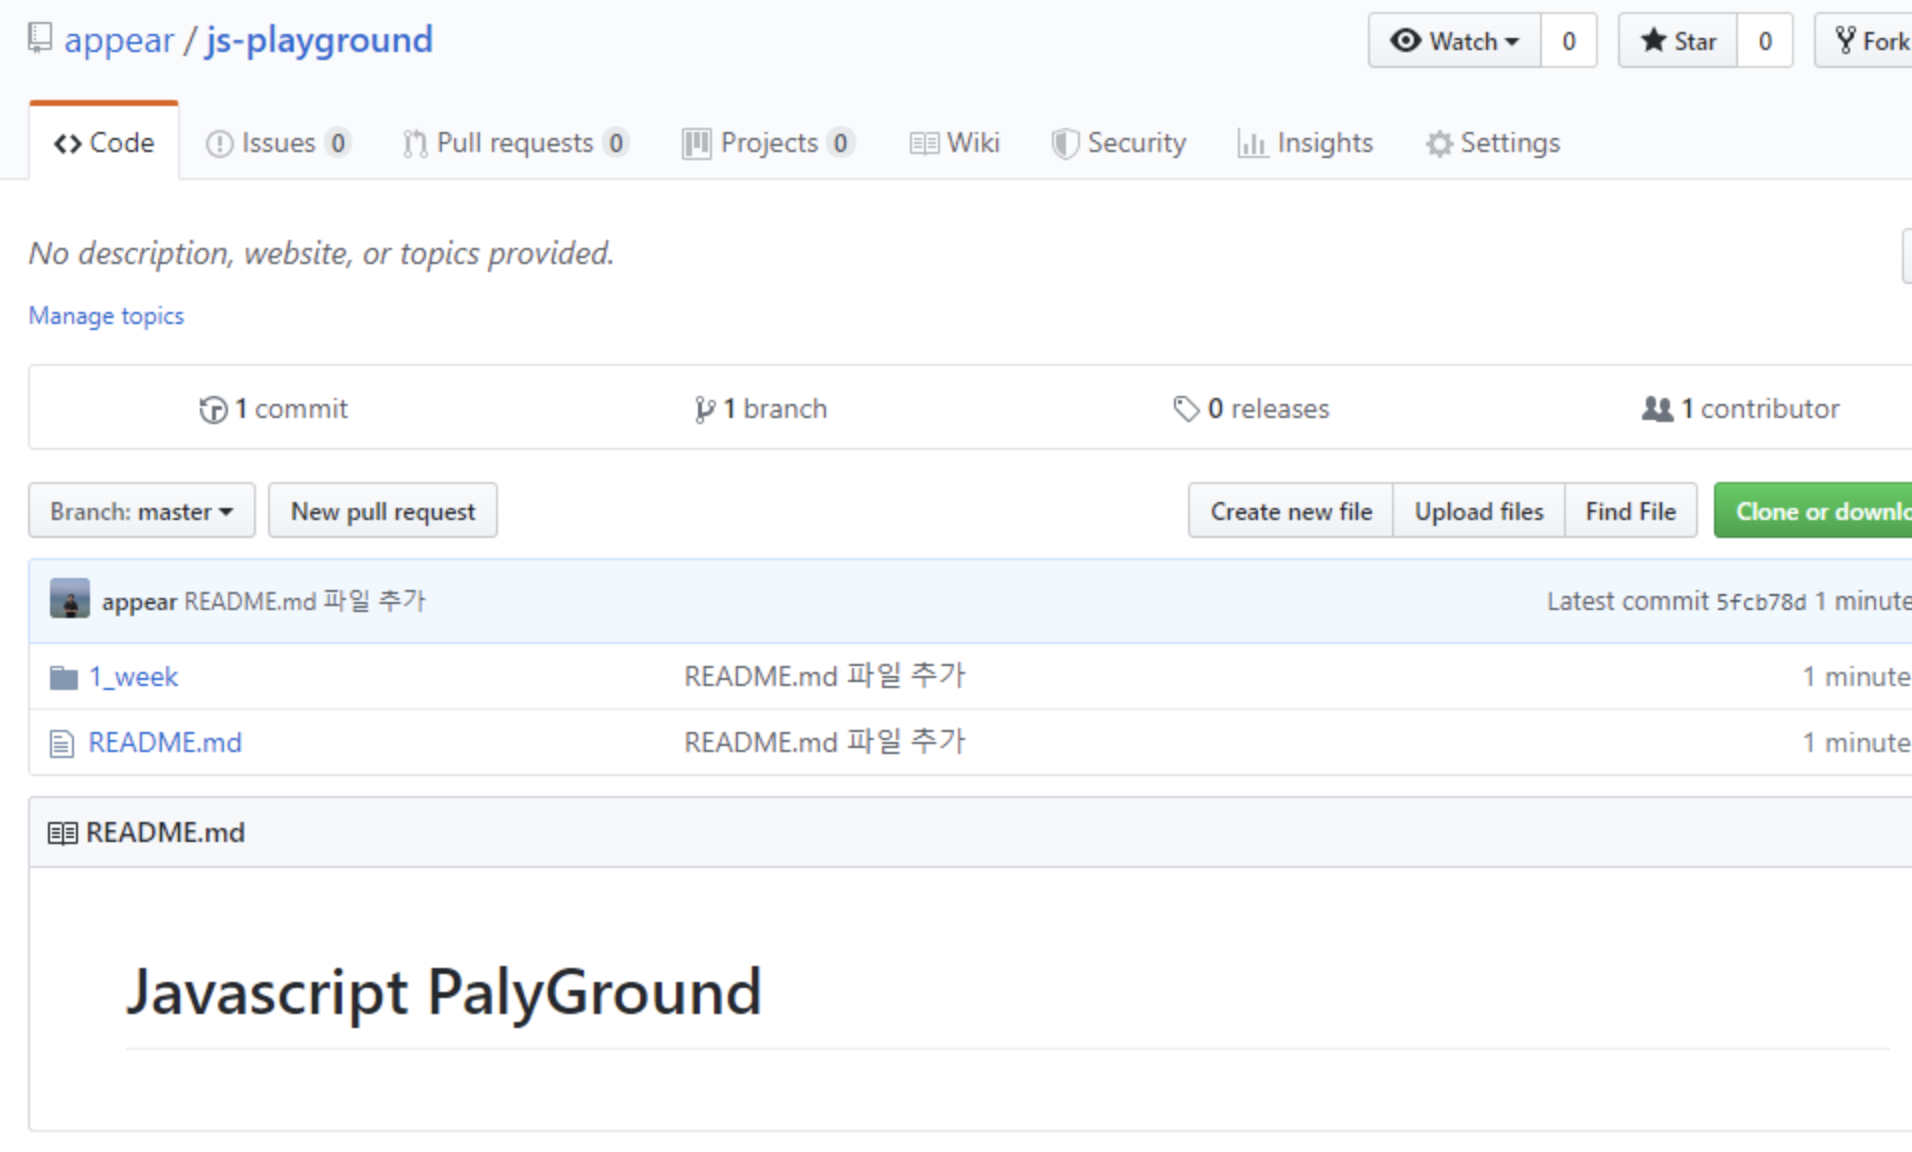 appear / js-playground
Watch 0 Star 0 Fork
Code Issues 0 Pull requests 0 Projects 0 Wiki Security Insights Settings
No description, website, or topics provided.
Manage topics
1 commit 1 branch 0 releases 1 contributor
Branch: master New pull request Create new file Upload files Find File Clone or downlo
appear README.md 파일 추가 Latest commit 5fcb78d 1 minute
1_week README.md 파일 추가 1 minute
README.md README.md 파일 추가 1 minute
README.md
Javascript PalyGround